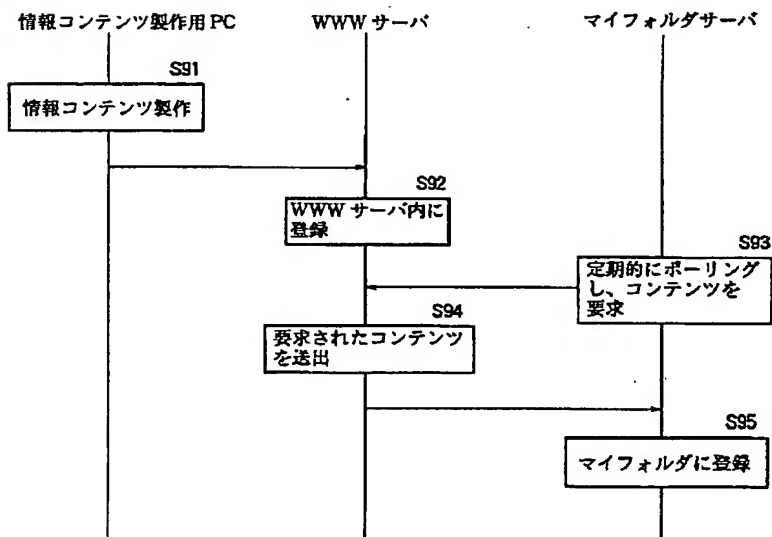 情報コンテンツ製作用PC
WWWサーバ
マイフォルダサーバ
S91
情報コンテンツ製作
S92
WWWサーバ内に
登録
S93
定期的にポーリング
し、コンテンツを
要求
S94
要求されたコンテンツ
を送出
S95
マイフォルダに登録